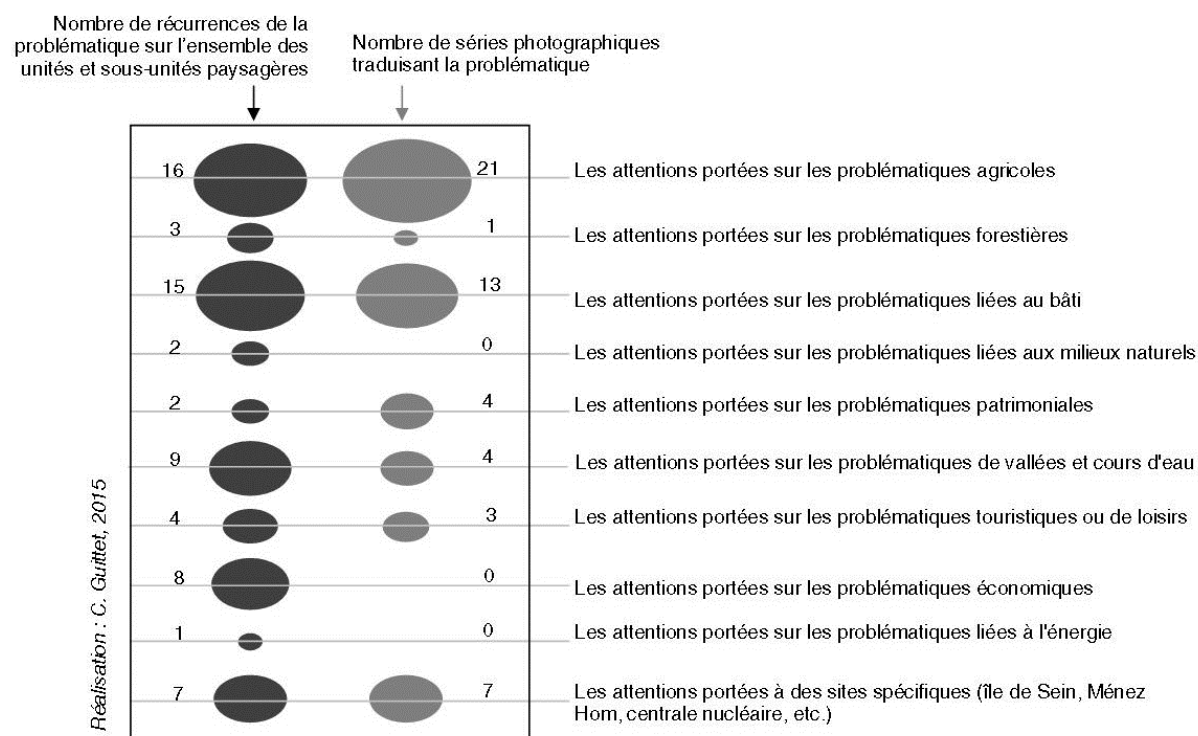 Nombre de récurrences de la
problématique sur l'ensemble des
unités et sous-unités paysagères
Nombre de séries photographiques
traduisant la problématique
16 21 Les attentions portées sur les problématiques agricoles
3 1 Les attentions portées sur les problématiques forestières
15 13 Les attentions portées sur les problématiques liées au bâti
2 0 Les attentions portées sur les problématiques liées aux milieux naturels
2 4 Les attentions portées sur les problématiques patrimoniales
9 4 Les attentions portées sur les problématiques de vallées et cours d'eau
4 3 Les attentions portées sur les problématiques touristiques ou de loisirs
8 0 Les attentions portées sur les problématiques économiques
1 0 Les attentions portées sur les problématiques liées à l'énergie
7 7 Les attentions portées à des sites spécifiques (île de Sein, Ménez
Hom, centrale nucléaire, etc.)
Réalisation : C. Guittet, 2015